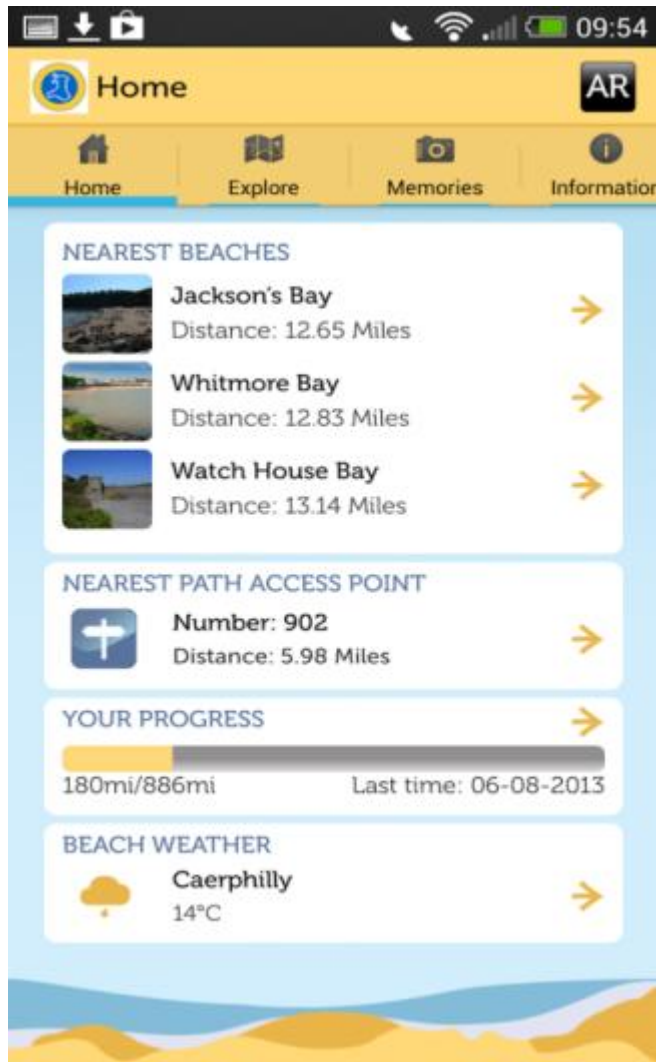 09:54
Home
AR
Home
Explore
Memories
Information
NEAREST BEACHES
Jackson's Bay
Distance: 12.65 Miles
Whitmore Bay
Distance: 12.83 Miles
Watch House Bay
Distance: 13.14 Miles
NEAREST PATH ACCESS POINT
Number: 902
Distance: 5.98 Miles
YOUR PROGRESS
180mi/886mi
Last time: 06-08-2013
BEACH WEATHER
Caerphilly
14°C